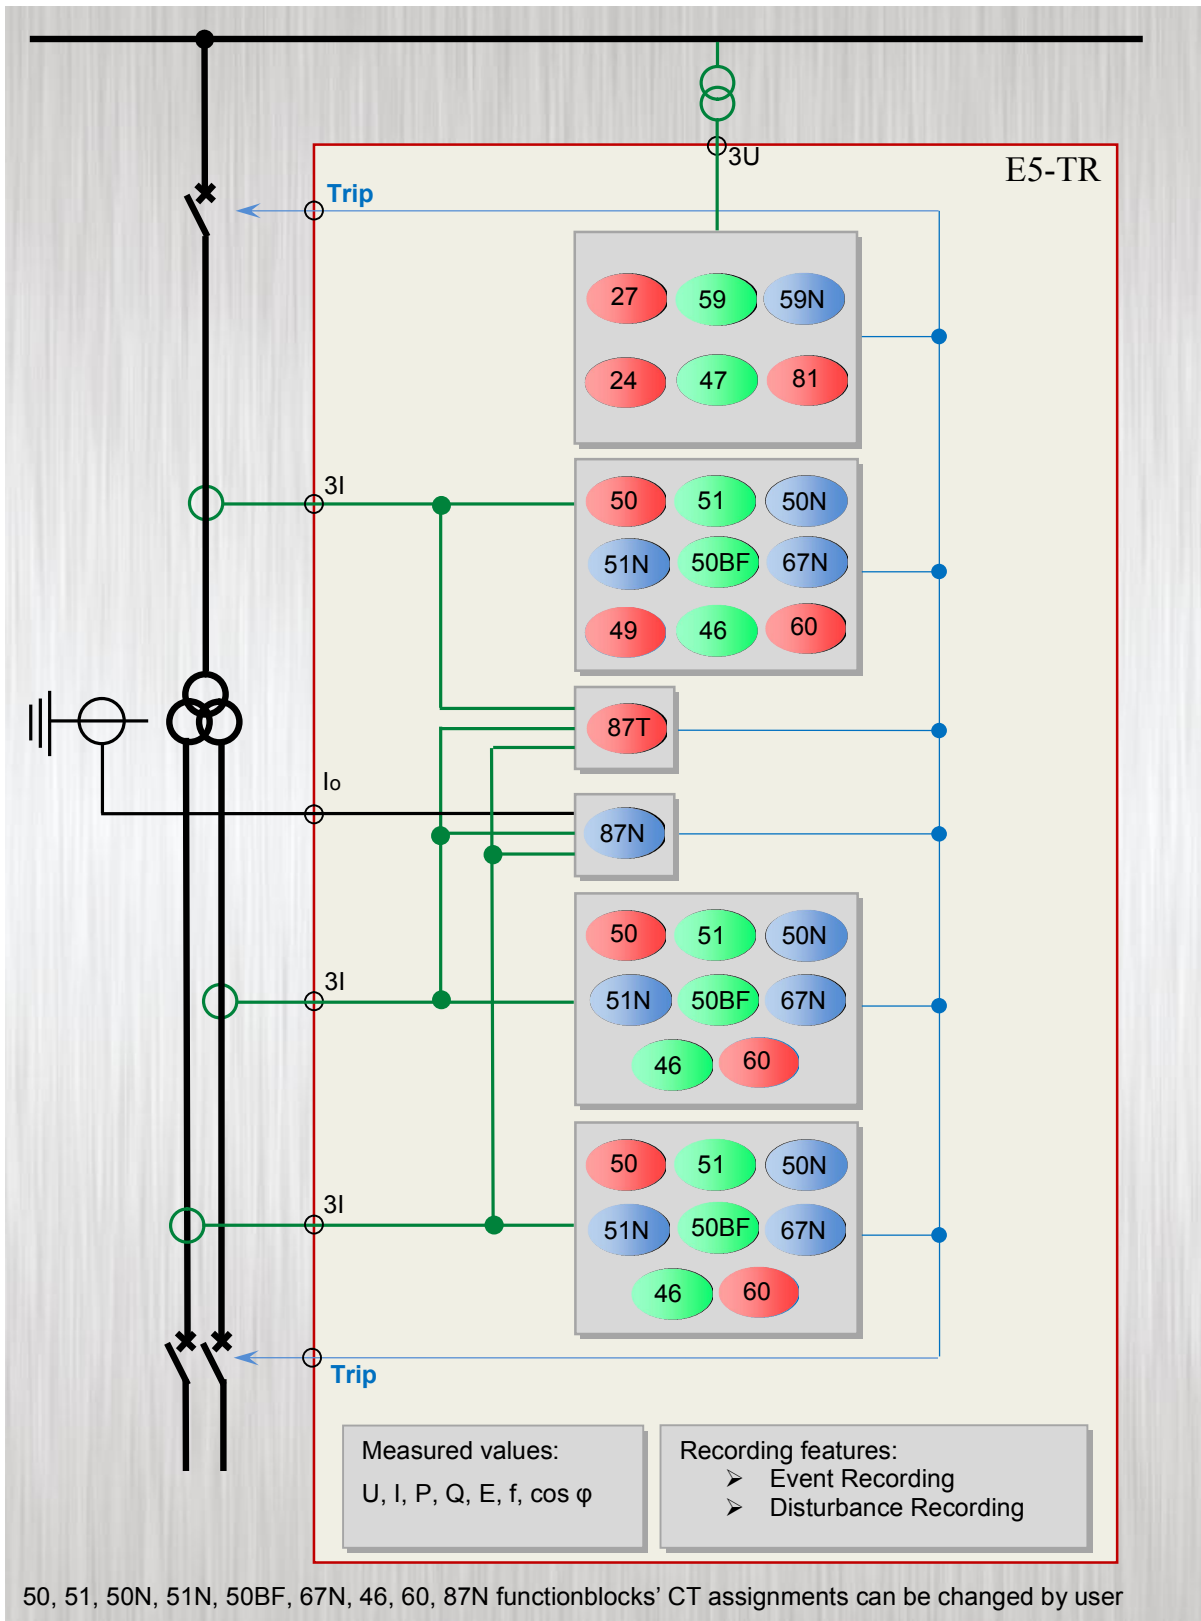 3U
E5-TR
Trip
27 59 59N
24 47 81
3I
50 51 50N
51N 50BF 67N
49 46 60
87T
Io
87N
50 51 50N
3I
51N 50BF 67N
46 60
50 51 50N
3I
51N 50BF 67N
46 60
Trip
Measured values:
U, I, P, Q, E, f, cos φ
Recording features:
➢ Event Recording
➢ Disturbance Recording
50, 51, 50N, 51N, 50BF, 67N, 46, 60, 87N functionblocks’ CT assignments can be changed by user